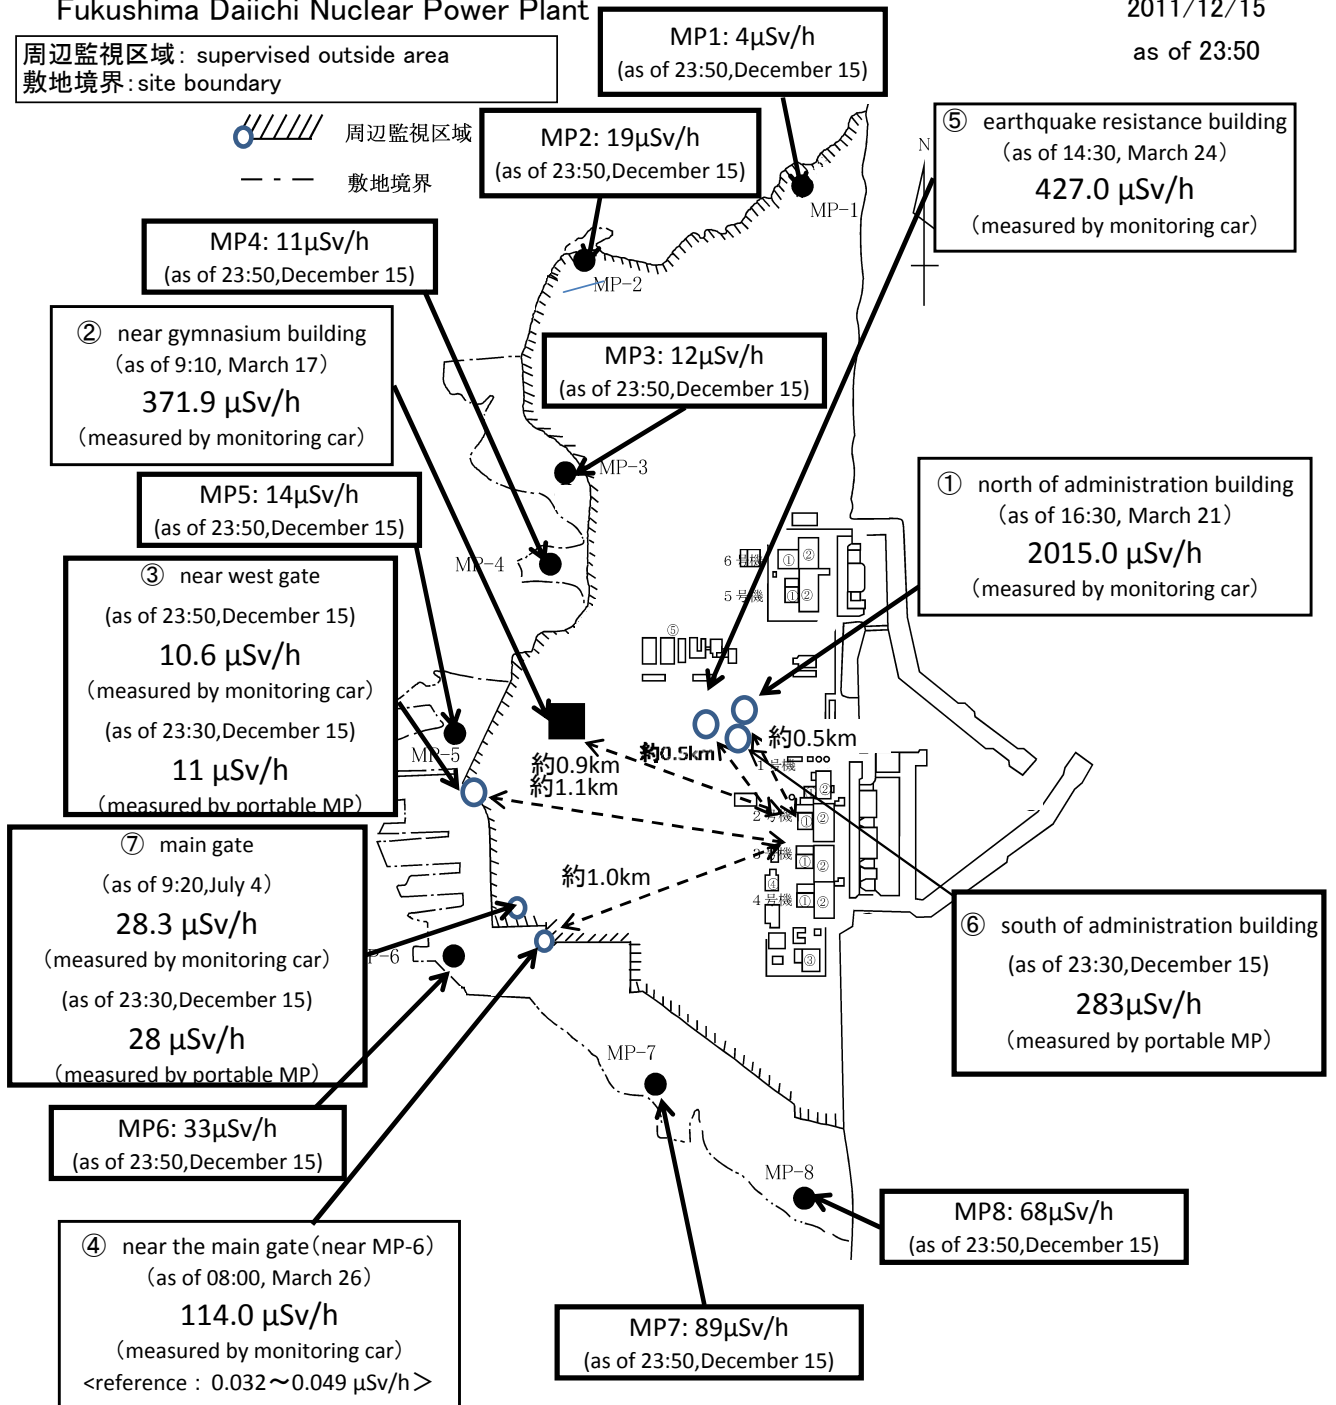 Fukushima Daiichi Nuclear Power Plant
2011/12/15
as of 23:50
周辺監視区域: supervised outside area
敷地境界:site boundary
周辺監視区域
敷地境界
N
MP1: 4μSv/h
(as of 23:50,December 15)
MP2: 19μSv/h
(as of 23:50,December 15)
MP4: 11μSv/h
(as of 23:50,December 15)
⑤ earthquake resistance building
(as of 14:30, March 24)
427.0 μSv/h
(measured by monitoring car)
MP-1
MP-2
② near gymnasium building
(as of 9:10, March 17)
371.9 μSv/h
(measured by monitoring car)
MP3: 12μSv/h
(as of 23:50,December 15)
MP-3
MP5: 14μSv/h
(as of 23:50,December 15)
MP-4
① north of administration building
(as of 16:30, March 21)
2015.0 μSv/h
(measured by monitoring car)
③ near west gate
(as of 23:50,December 15)
10.6 μSv/h
(measured by monitoring car)
(as of 23:30,December 15)
11 μSv/h
(measured by portable MP)
6号機
① ②
5号機
① ②
⑤
MP-5
約0.9km
約1.1km
約0.5km
約0.5km
1号機
②
2号機
① ②
3号機
① ②
④
4号機
① ②
③
約1.0km
⑦ main gate
(as of 9:20,July 4)
28.3 μSv/h
(measured by monitoring car)
(as of 23:30,December 15)
28 μSv/h
(measured by portable MP)
P-6
⑥ south of administration building
(as of 23:30,December 15)
283μSv/h
(measured by portable MP)
MP-7
MP6: 33μSv/h
(as of 23:50,December 15)
MP-8
MP8: 68μSv/h
(as of 23:50,December 15)
④ near the main gate(near MP-6)
(as of 08:00, March 26)
114.0 μSv/h
(measured by monitoring car)
<reference : 0.032～0.049 μSv/h>
MP7: 89μSv/h
(as of 23:50,December 15)